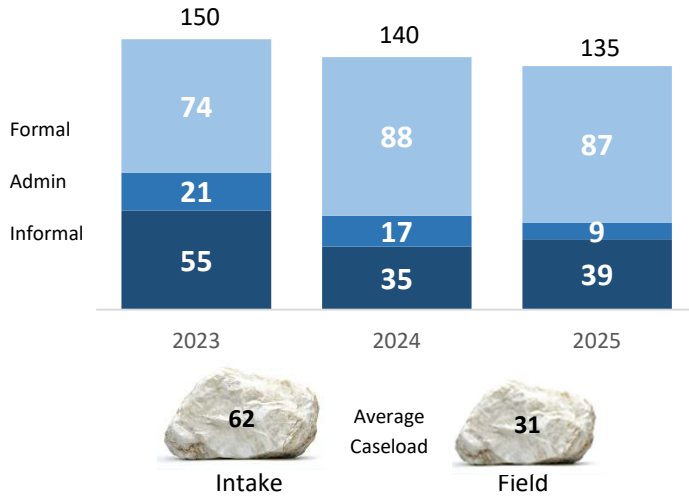 150
140
135
74
88
87
Formal
Admin
21
17
9
Informal
55
35
39
2023
2024
2025
62
Average
Caseload
31
Intake
Field